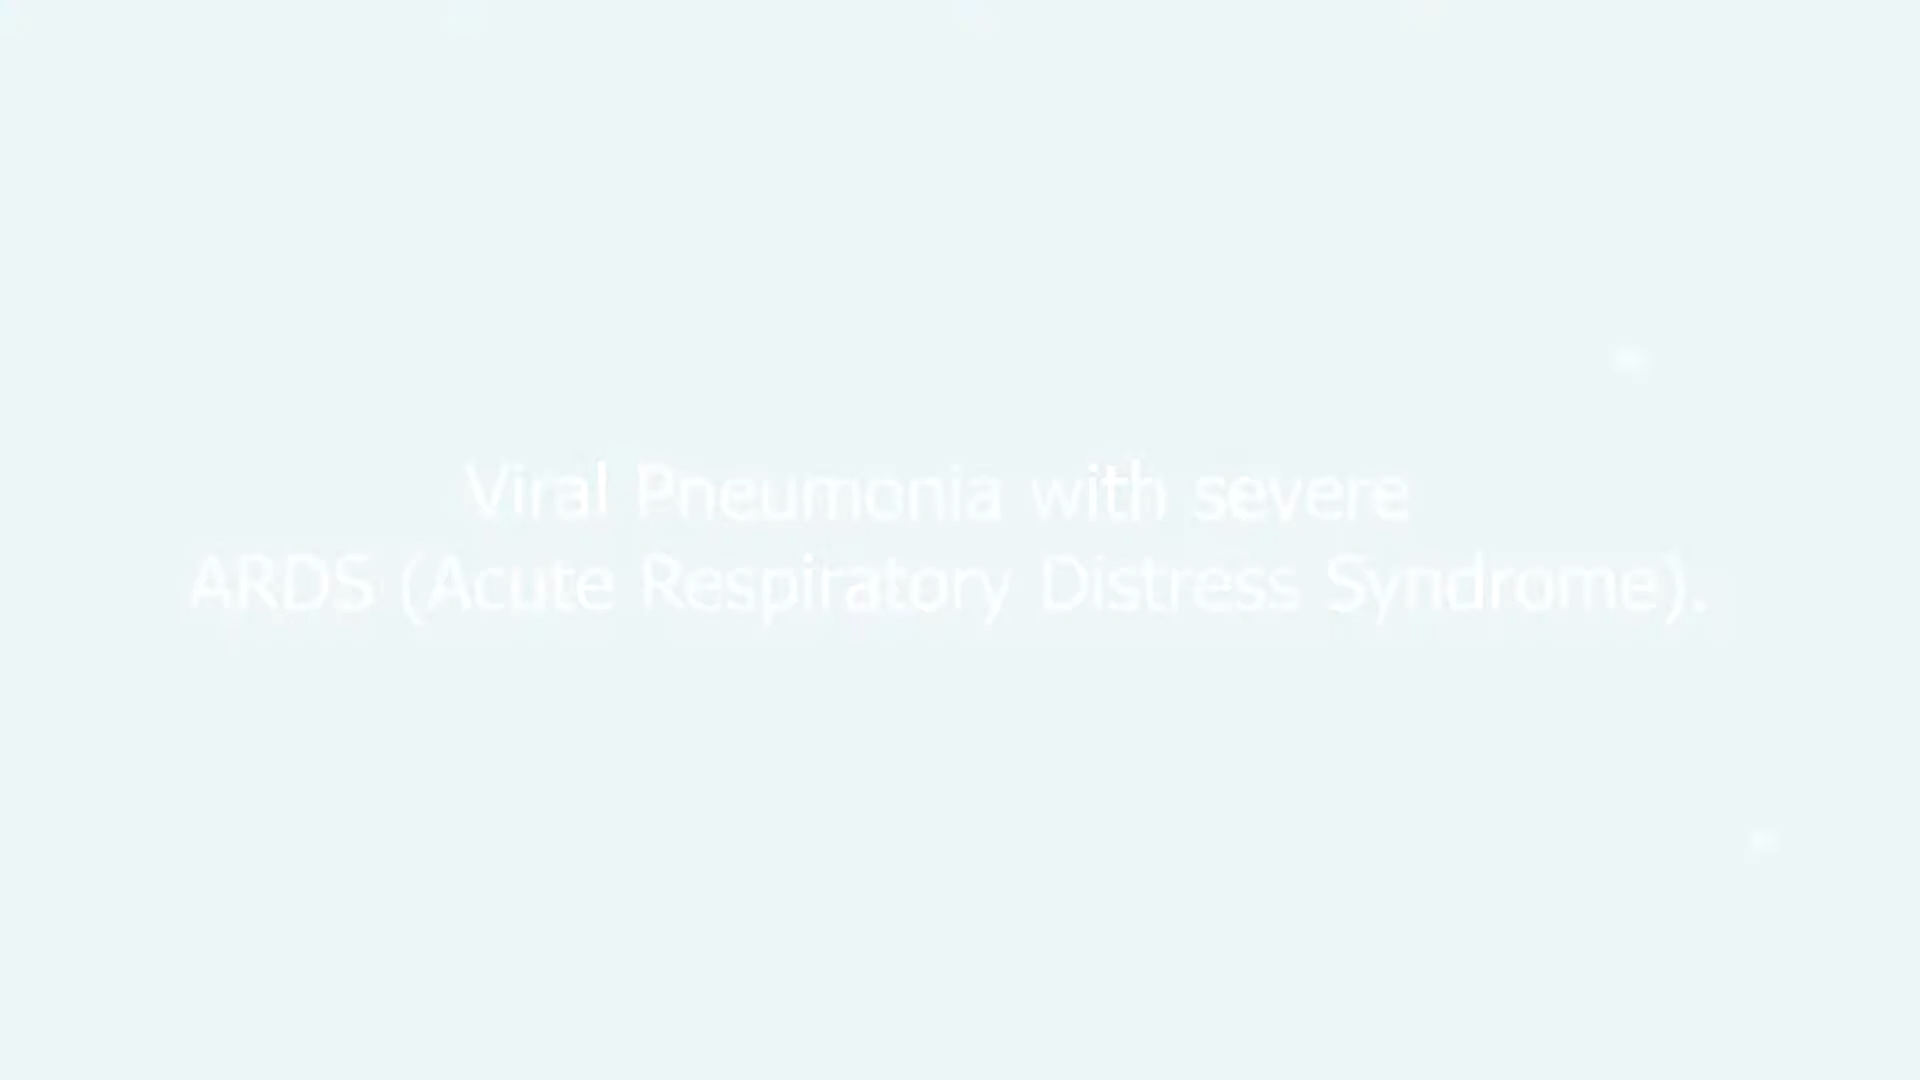 Viral Pneumonia with severe
ARDS (Acute Respiratory Distress Syndrome).